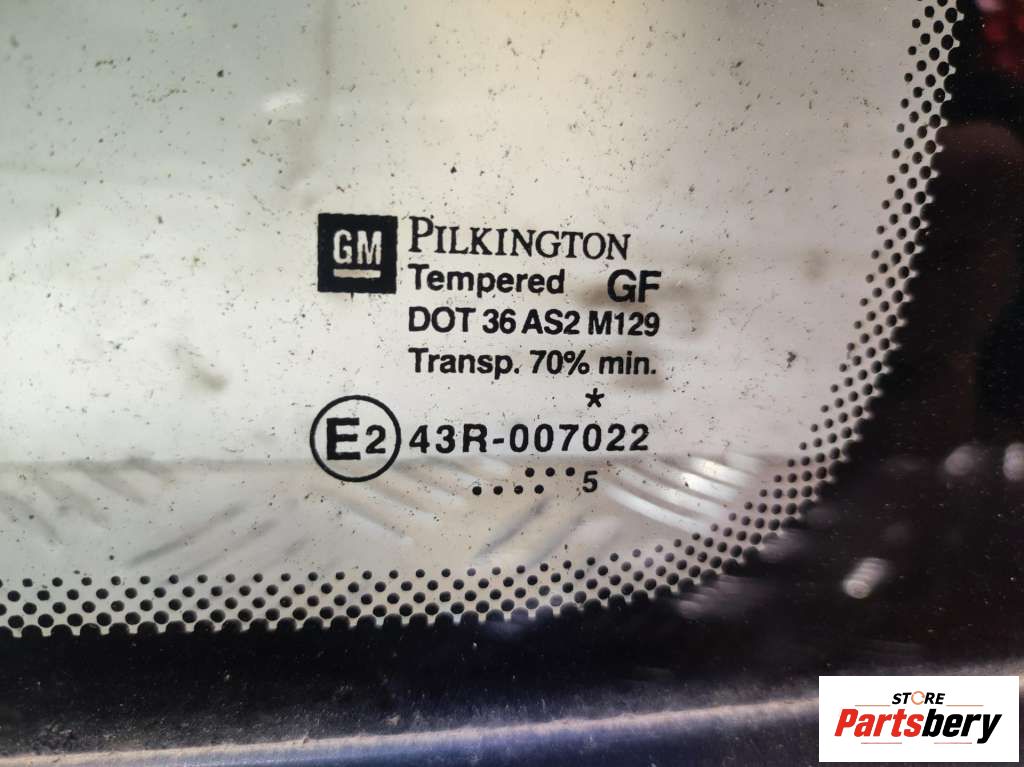 GM PILKINGTON
Tempered GF
DOT 36 AS2 M129
Transp. 70% min.
*
E2 43R-007022
5
STORE
Partsbery